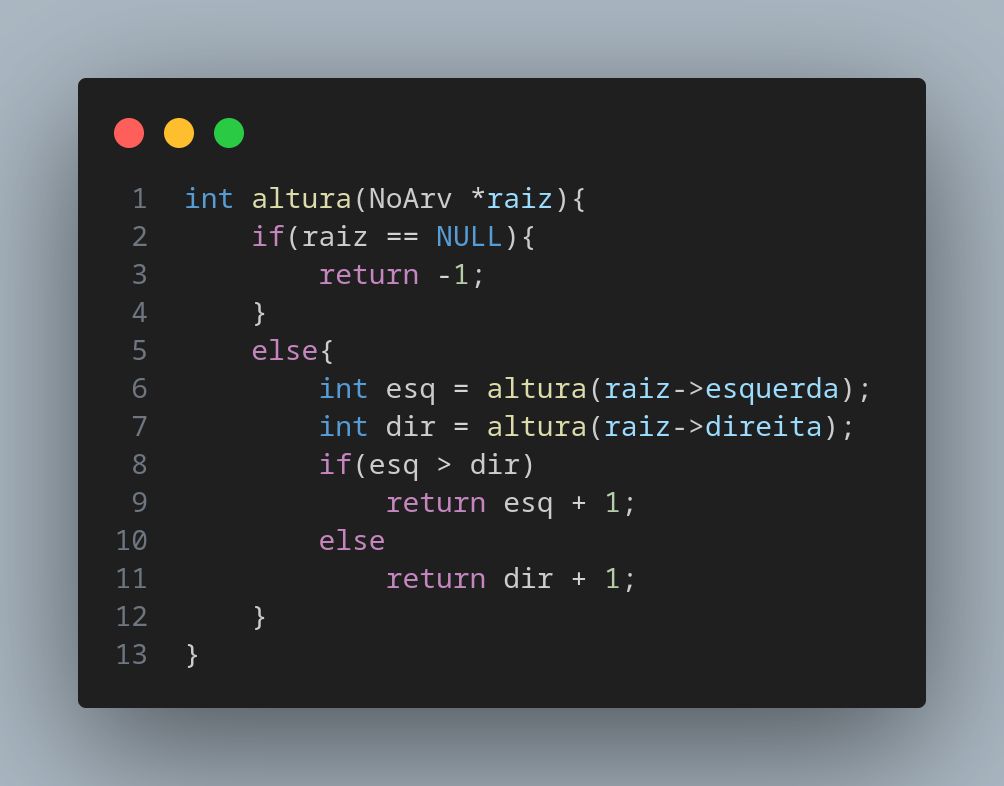 1 int altura(NoArv *raiz){
2     if(raiz == NULL){
3         return -1;
4     }
5     else{
6         int esq = altura(raiz->esquerda);
7         int dir = altura(raiz->direita);
8         if(esq > dir)
9             return esq + 1;
10         else
11             return dir + 1;
12     }
13 }